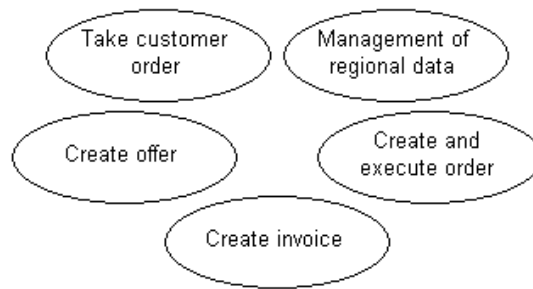 Take customer
order
Management of
regional data
Create offer
Create and
execute order
Create invoice